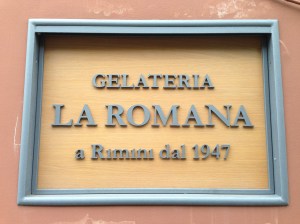 GELATERIA
LA ROMANA
a Rimini dal 1947